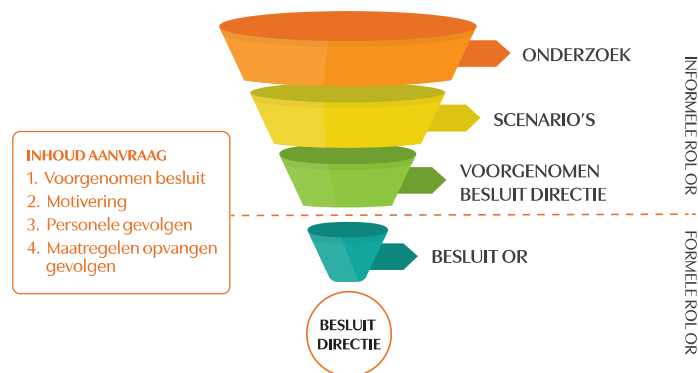 ONDERZOEK
SCENARIO'S
VOORGENOMEN
BESLUIT DIRECTIE
INFORMELE ROL OR
INHOUD AANVRAAG
1. Voorgenomen besluit
2. Motivering
3. Personele gevolgen
4. Maatregelen opvangen
gevolgen
BESLUIT OR
FORMELE ROL OR
BESLUIT
DIRECTIE